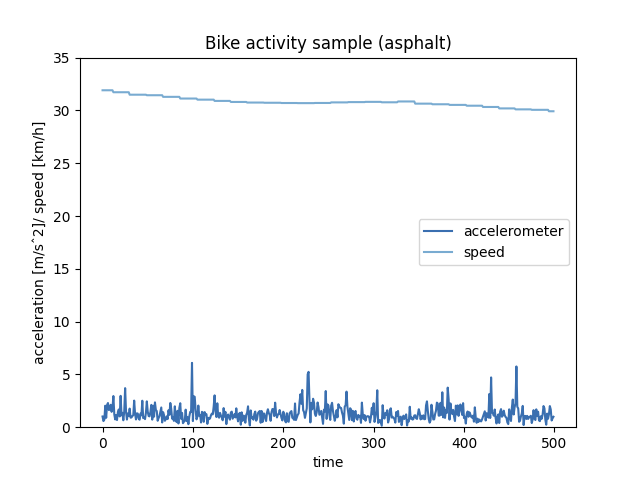 Bike activity sample (asphalt)
35
30
25
20
15
10
5
0
acceleration [m/s^2]/ speed [km/h]
accelerometer
speed
0 100 200 300 400 500
time